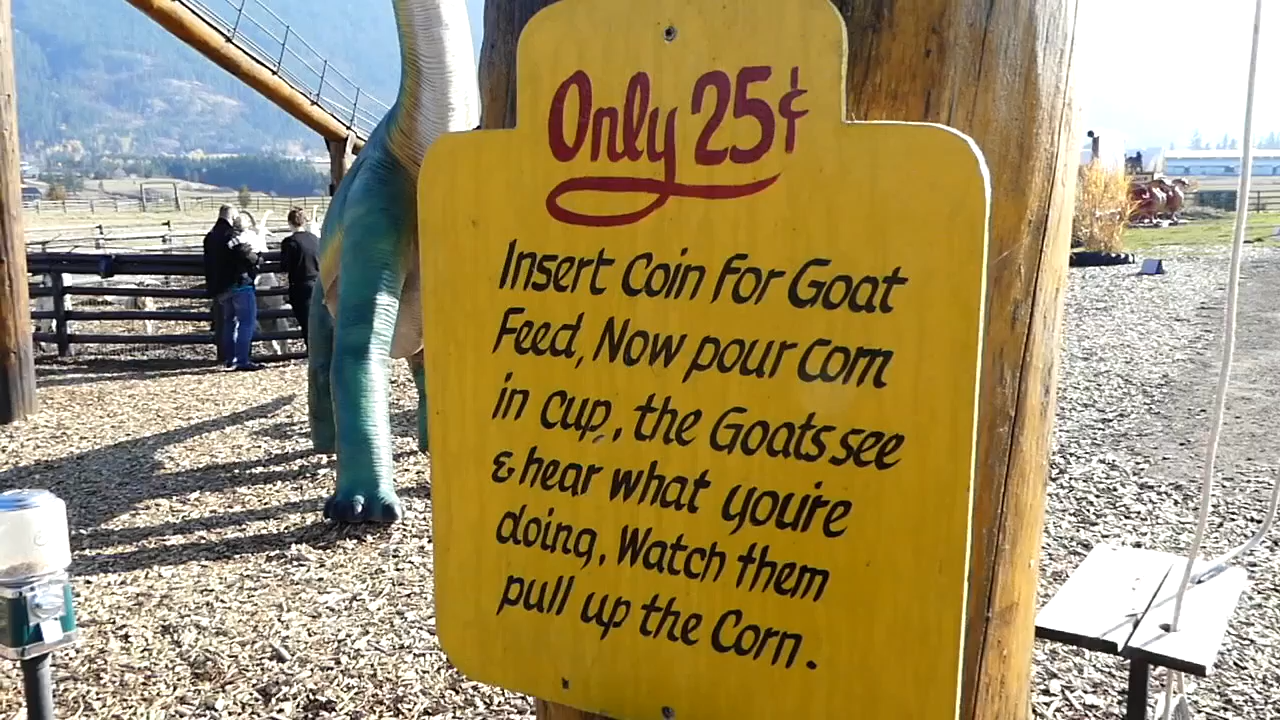 Only 25¢
Insert Coin For Goat
Feed, Now pour corn
in cup, the Goats see
& hear what you're
doing, Watch them
pull up the Corn.